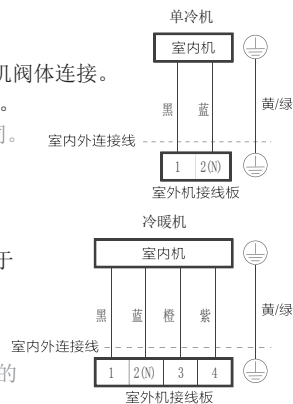 单冷机
室内机
机阀体连接。
黑
蓝
黄/绿
。
同。
室内外连接线
1
2(N)
室外机接线板
冷暖机
室内机
于
黑
蓝
橙
紫
黄/绿
室内外连接线
1
2(N)
3
4
的
室外机接线板